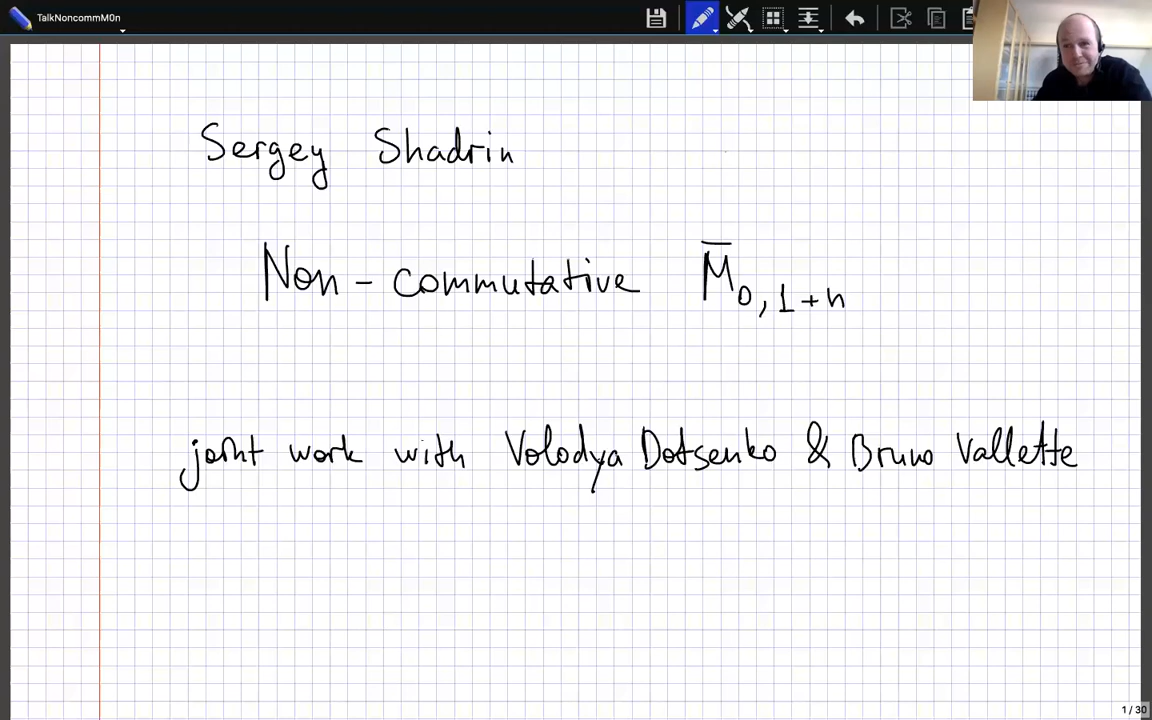 TalkNoncommM0n
Sergey Shadrin
Non-commutative M̅₀,₁₊ₙ
joint work with Volodya Dotsenko & Bruno Vallette
1 / 30